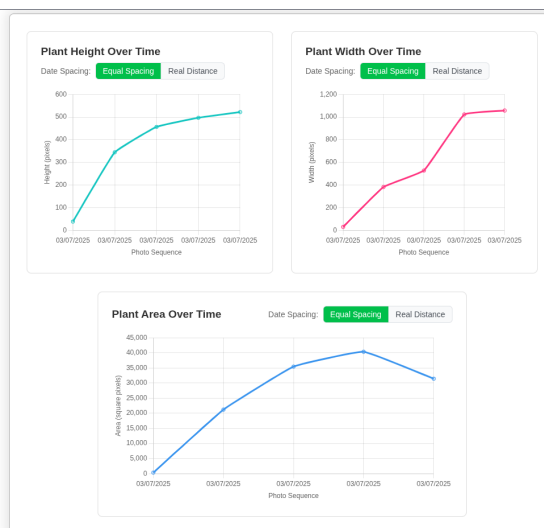 Plant Height Over Time
Date Spacing: Equal Spacing Real Distance
600
500
400
300
200
100
0
Height (pixels)
03/07/2025 03/07/2025 03/07/2025 03/07/2025 03/07/2025
Photo Sequence
Plant Width Over Time
Date Spacing: Equal Spacing Real Distance
1,200
1,000
800
600
400
200
0
Width (pixels)
03/07/2025 03/07/2025 03/07/2025 03/07/2025 03/07/2025
Photo Sequence
Plant Area Over Time
Date Spacing: Equal Spacing Real Distance
45,000
40,000
35,000
30,000
25,000
20,000
15,000
10,000
5,000
0
Area (square pixels)
03/07/2025 03/07/2025 03/07/2025 03/07/2025 03/07/2025
Photo Sequence